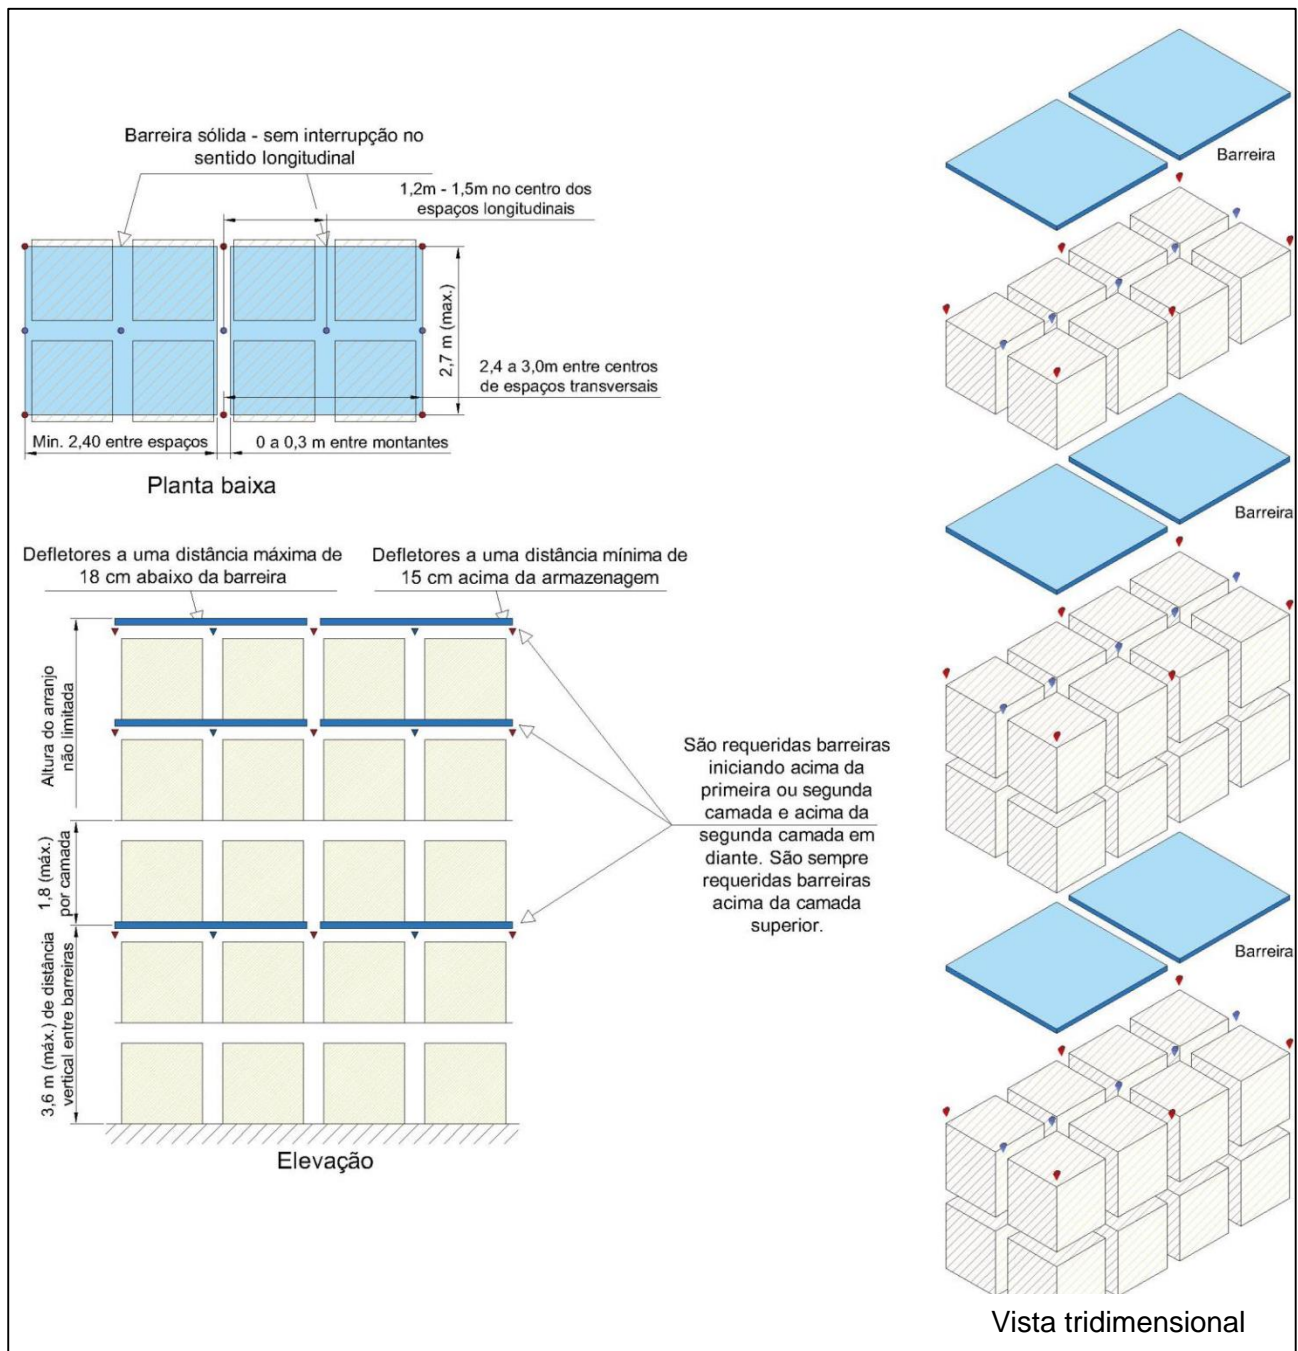 Barreira sólida - sem interrupção no
sentido longitudinal
1,2m - 1,5m no centro dos
espaços longitudinais
2,7 m (max.)
2,4 a 3,0m entre centros
de espaços transversais
Min. 2,40 entre espaços
0 a 0,3 m entre montantes
Planta baixa
Defletores a uma distância máxima de
18 cm abaixo da barreira
Defletores a uma distância mínima de
15 cm acima da armazenagem
Altura do arranjo
não limitada
1,8 (máx.)
por camada
3,6 m (máx.) de distância
vertical entre barreiras
São requeridas barreiras
iniciando acima da
primeira ou segunda
camada e acima da
segunda camada em
diante. São sempre
requeridas barreiras
acima da camada
superior.
Elevação
Barreira
Barreira
Barreira
Vista tridimensional